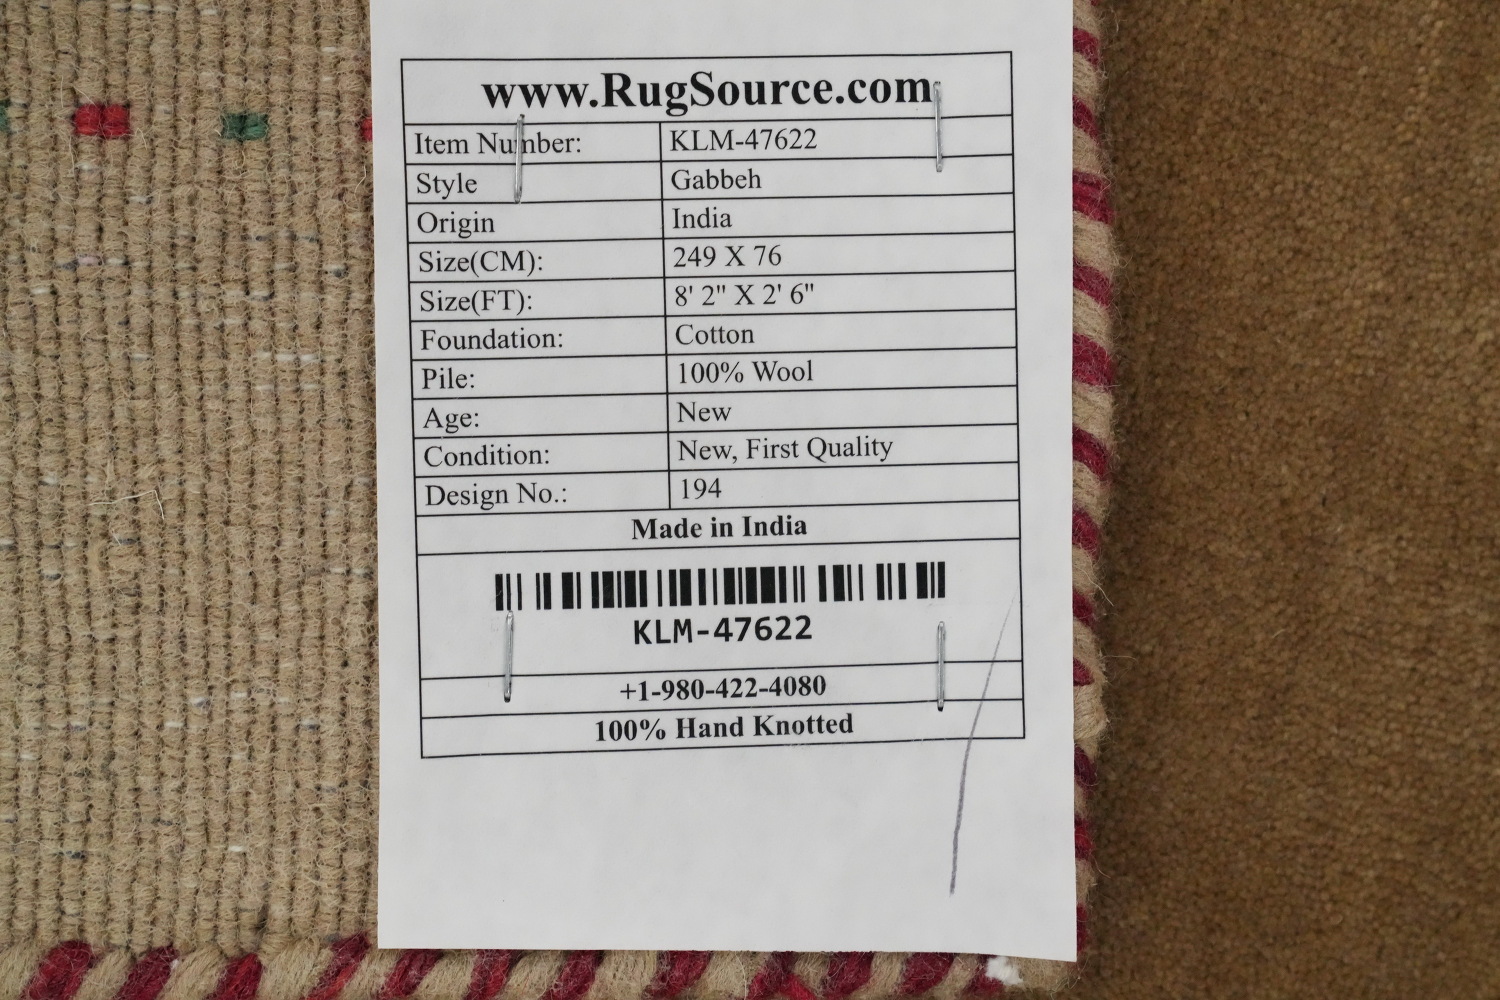 www.RugSource.com
Item Number: KLM-47622
Style Gabbeh
Origin India
Size(CM): 249 X 76
Size(FT): 8' 2" X 2' 6"
Foundation: Cotton
Pile: 100% Wool
Age: New
Condition: New, First Quality
Design No.: 194
Made in India
KLM-47622
+1-980-422-4080
100% Hand Knotted